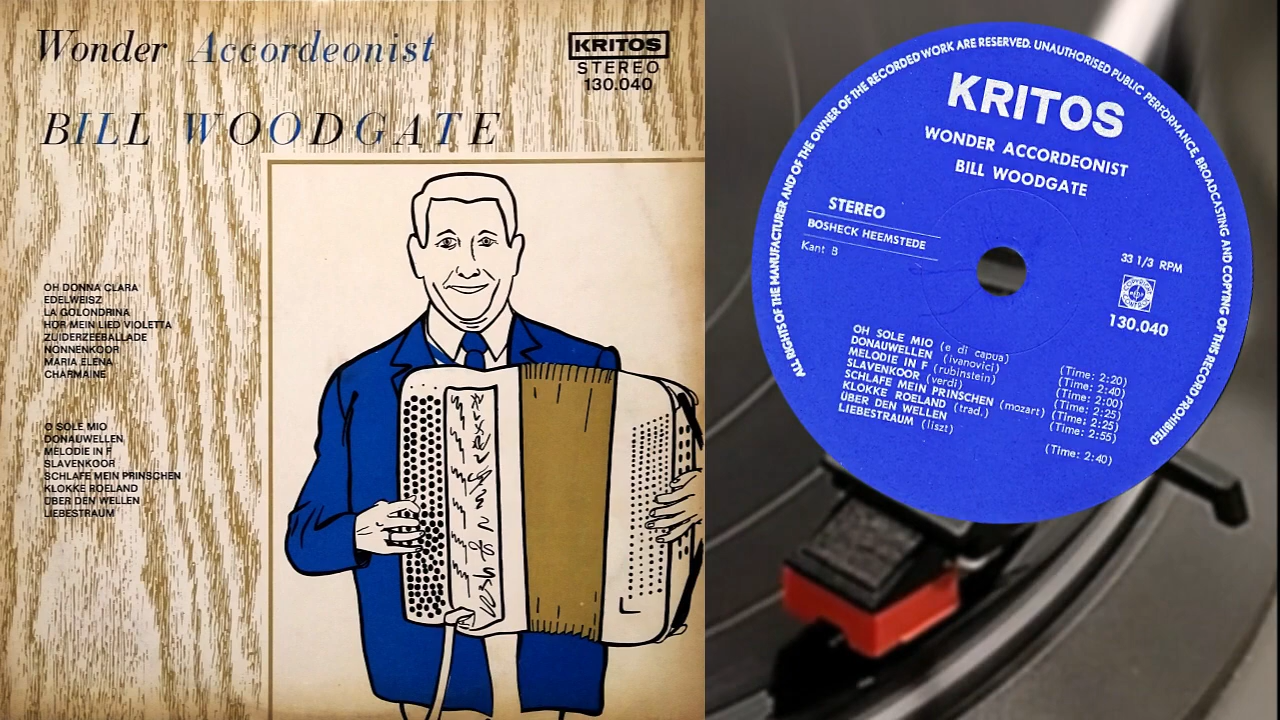 Wonder Accordeonist
BILL WOODGATE
KRITOS
STEREO
130.040
OH DONNA CLARA
EDELWEISZ
LA GOLONDRINA
HOR MEIN LIED VIOLETTA
ZUIDERZEEBALLADE
NONNENKOOR
MARIA ELENA
CHARMAINE
O SOLE MIO
DONAUWELLEN
MELODIE IN F
SLAVENKOOR
SCHLAFE MEIN PRINSCHEN
KLOKKE ROELAND
ÜBER DEN WELLEN
LIEBESTRAUM
ALL RIGHTS OF THE MANUFACTURER AND OF THE OWNER OF THE RECORDED WORK ARE RESERVED. UNAUTHORISED PUBLIC PERFORMANCE, BROADCASTING AND COPYING OF THIS RECORD PROHIBITED
KRITOS
WONDER ACCORDEONIST
BILL WOODGATE
STEREO
BOSHECK HEEMSTEDE
Kant B
33 1/3 RPM
130.040
OH SOLE MIO (e di capua) (Time: 2:20)
DONAUWELLEN (ivanovici) (Time: 2:40)
MELODIE IN F (rubinstein) (Time: 2:00)
SLAVENKOOR (verdi) (Time: 2:25)
SCHLAFE MEIN PRINSCHEN (mozart) (Time: 2:25)
KLOKKE ROELAND (trad.) (Time: 2:55)
ÜBER DEN WELLEN
LIEBESTRAUM (liszt) (Time: 2:40)